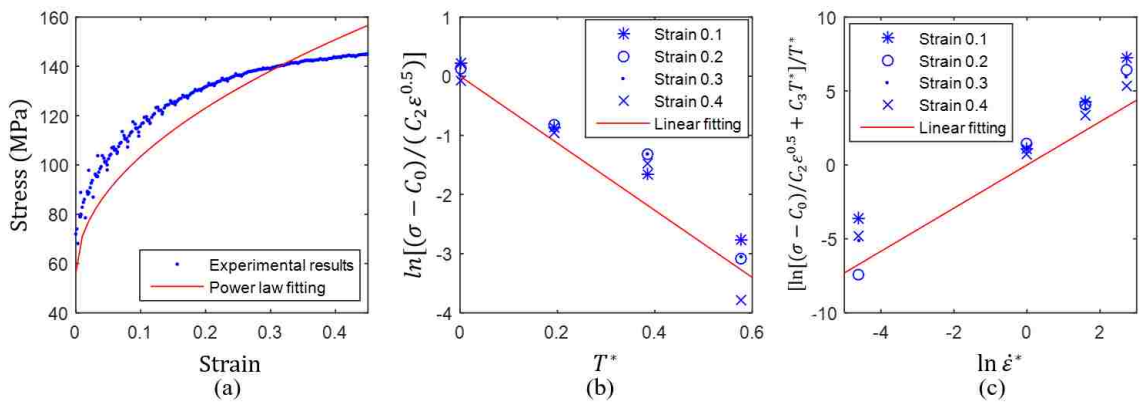 160
140
120
100
80
60
40
0
0.1
0.2
0.3
0.4
Stress (MPa)
Experimental results
Power law fitting
Strain
(a)
1
0
-1
-2
-3
-4
0
0.2
0.4
0.6
ln[(σ − C₀)/(C₂ ε^0.5)]
Strain 0.1
Strain 0.2
Strain 0.3
Strain 0.4
Linear fitting
T*
(b)
10
5
0
-5
-10
-4
-2
0
2
[ln[(σ − C₀)/C₂ε^0.5 + C₃T*]/T*
Strain 0.1
Strain 0.2
Strain 0.3
Strain 0.4
Linear fitting
ln ε̇*
(c)